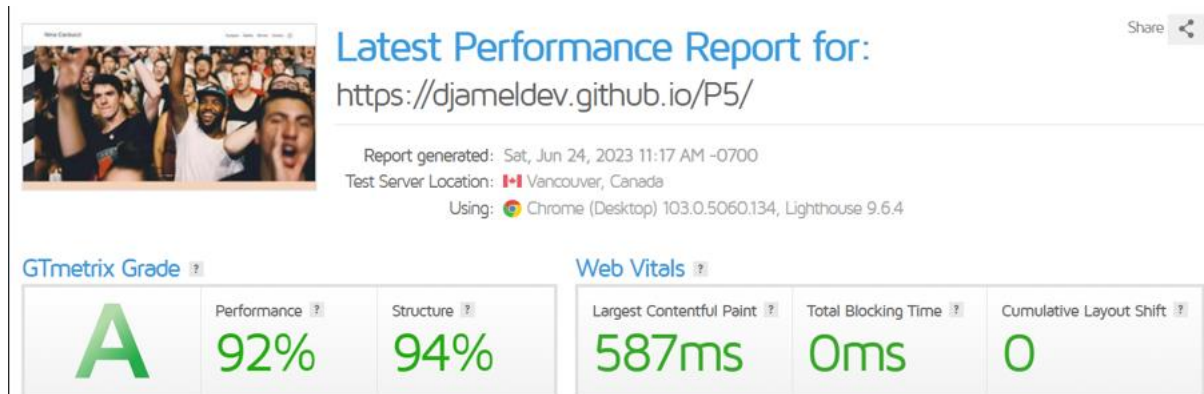 Nina Carducci
Share
Latest Performance Report for:
https://djameldev.github.io/P5/
Report generated: Sat, Jun 24, 2023 11:17 AM -0700
Test Server Location: Vancouver, Canada
Using: Chrome (Desktop) 103.0.5060.134, Lighthouse 9.6.4
GTmetrix Grade ?
Web Vitals ?
A
Performance ?
92%
Structure ?
94%
Largest Contentful Paint ?
587ms
Total Blocking Time ?
0ms
Cumulative Layout Shift ?
0